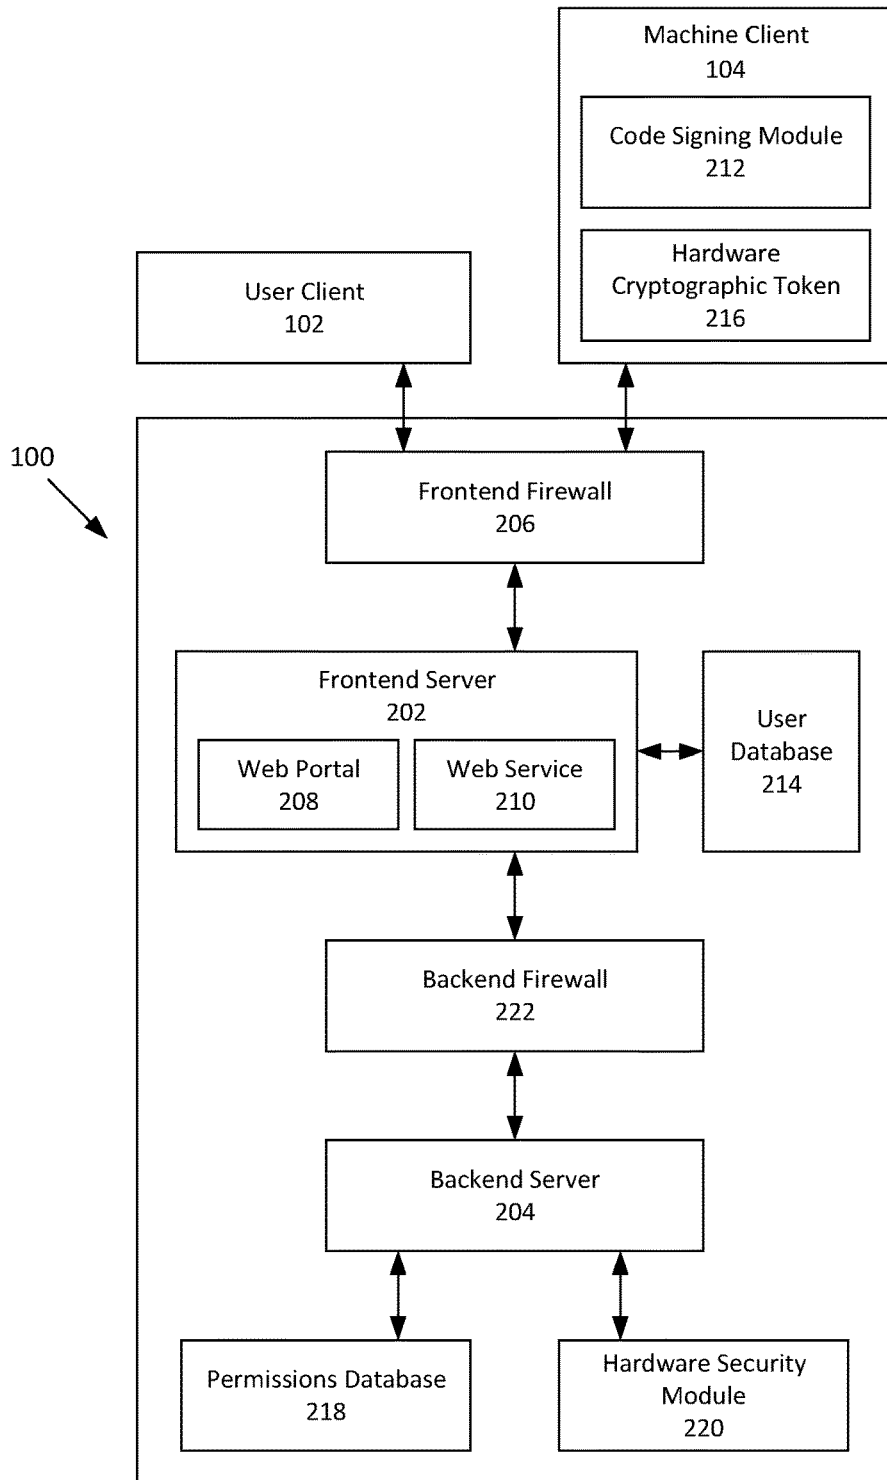 Machine Client
104
Code Signing Module
212
Hardware
Cryptographic Token
216
User Client
102
100
Frontend Firewall
206
Frontend Server
202
Web Portal
208
Web Service
210
User
Database
214
Backend Firewall
222
Backend Server
204
Permissions Database
218
Hardware Security
Module
220